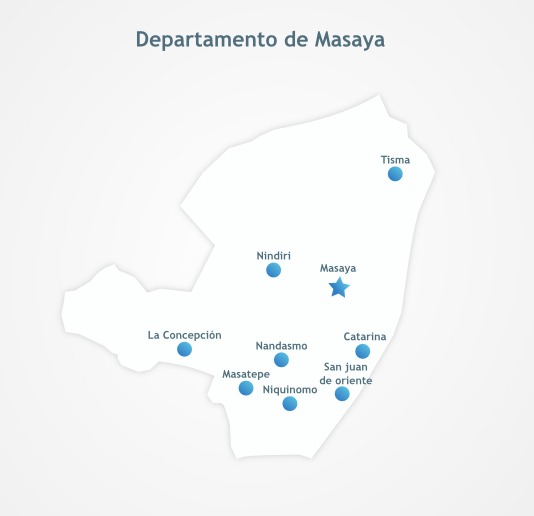 Departamento de Masaya
Tisma
Nindiri
Masaya
La Concepción
Nandasmo
Catarina
Masatepe
San juan
de oriente
Niquinomo